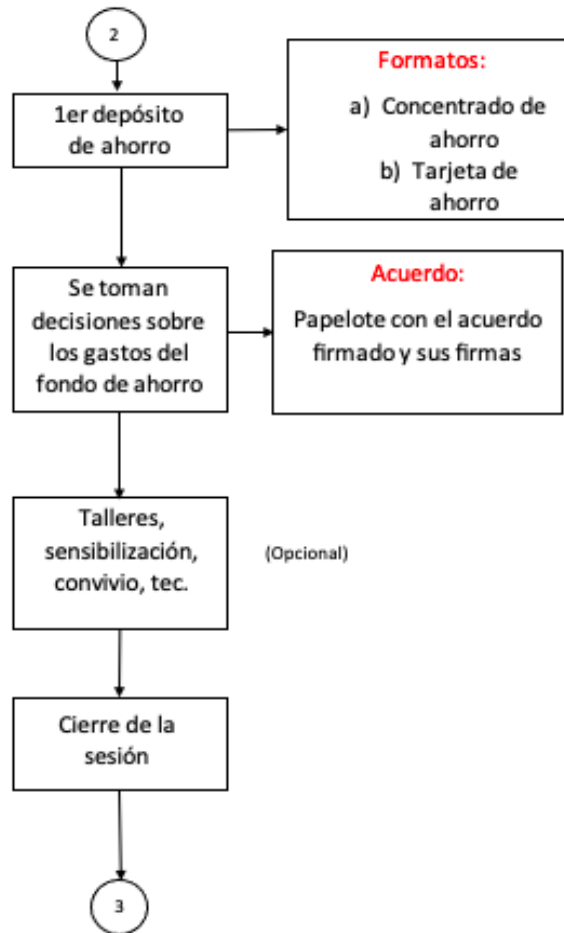 2
1er depósito
de ahorro
Formatos:
a) Concentrado de
ahorro
b) Tarjeta de
ahorro
Se toman
decisiones sobre
los gastos del
fondo de ahorro
Acuerdo:
Papelote con el acuerdo
firmado y sus firmas
Talleres,
sensibilización,
convivio, tec.
(Opcional)
Cierre de la
sesión
3